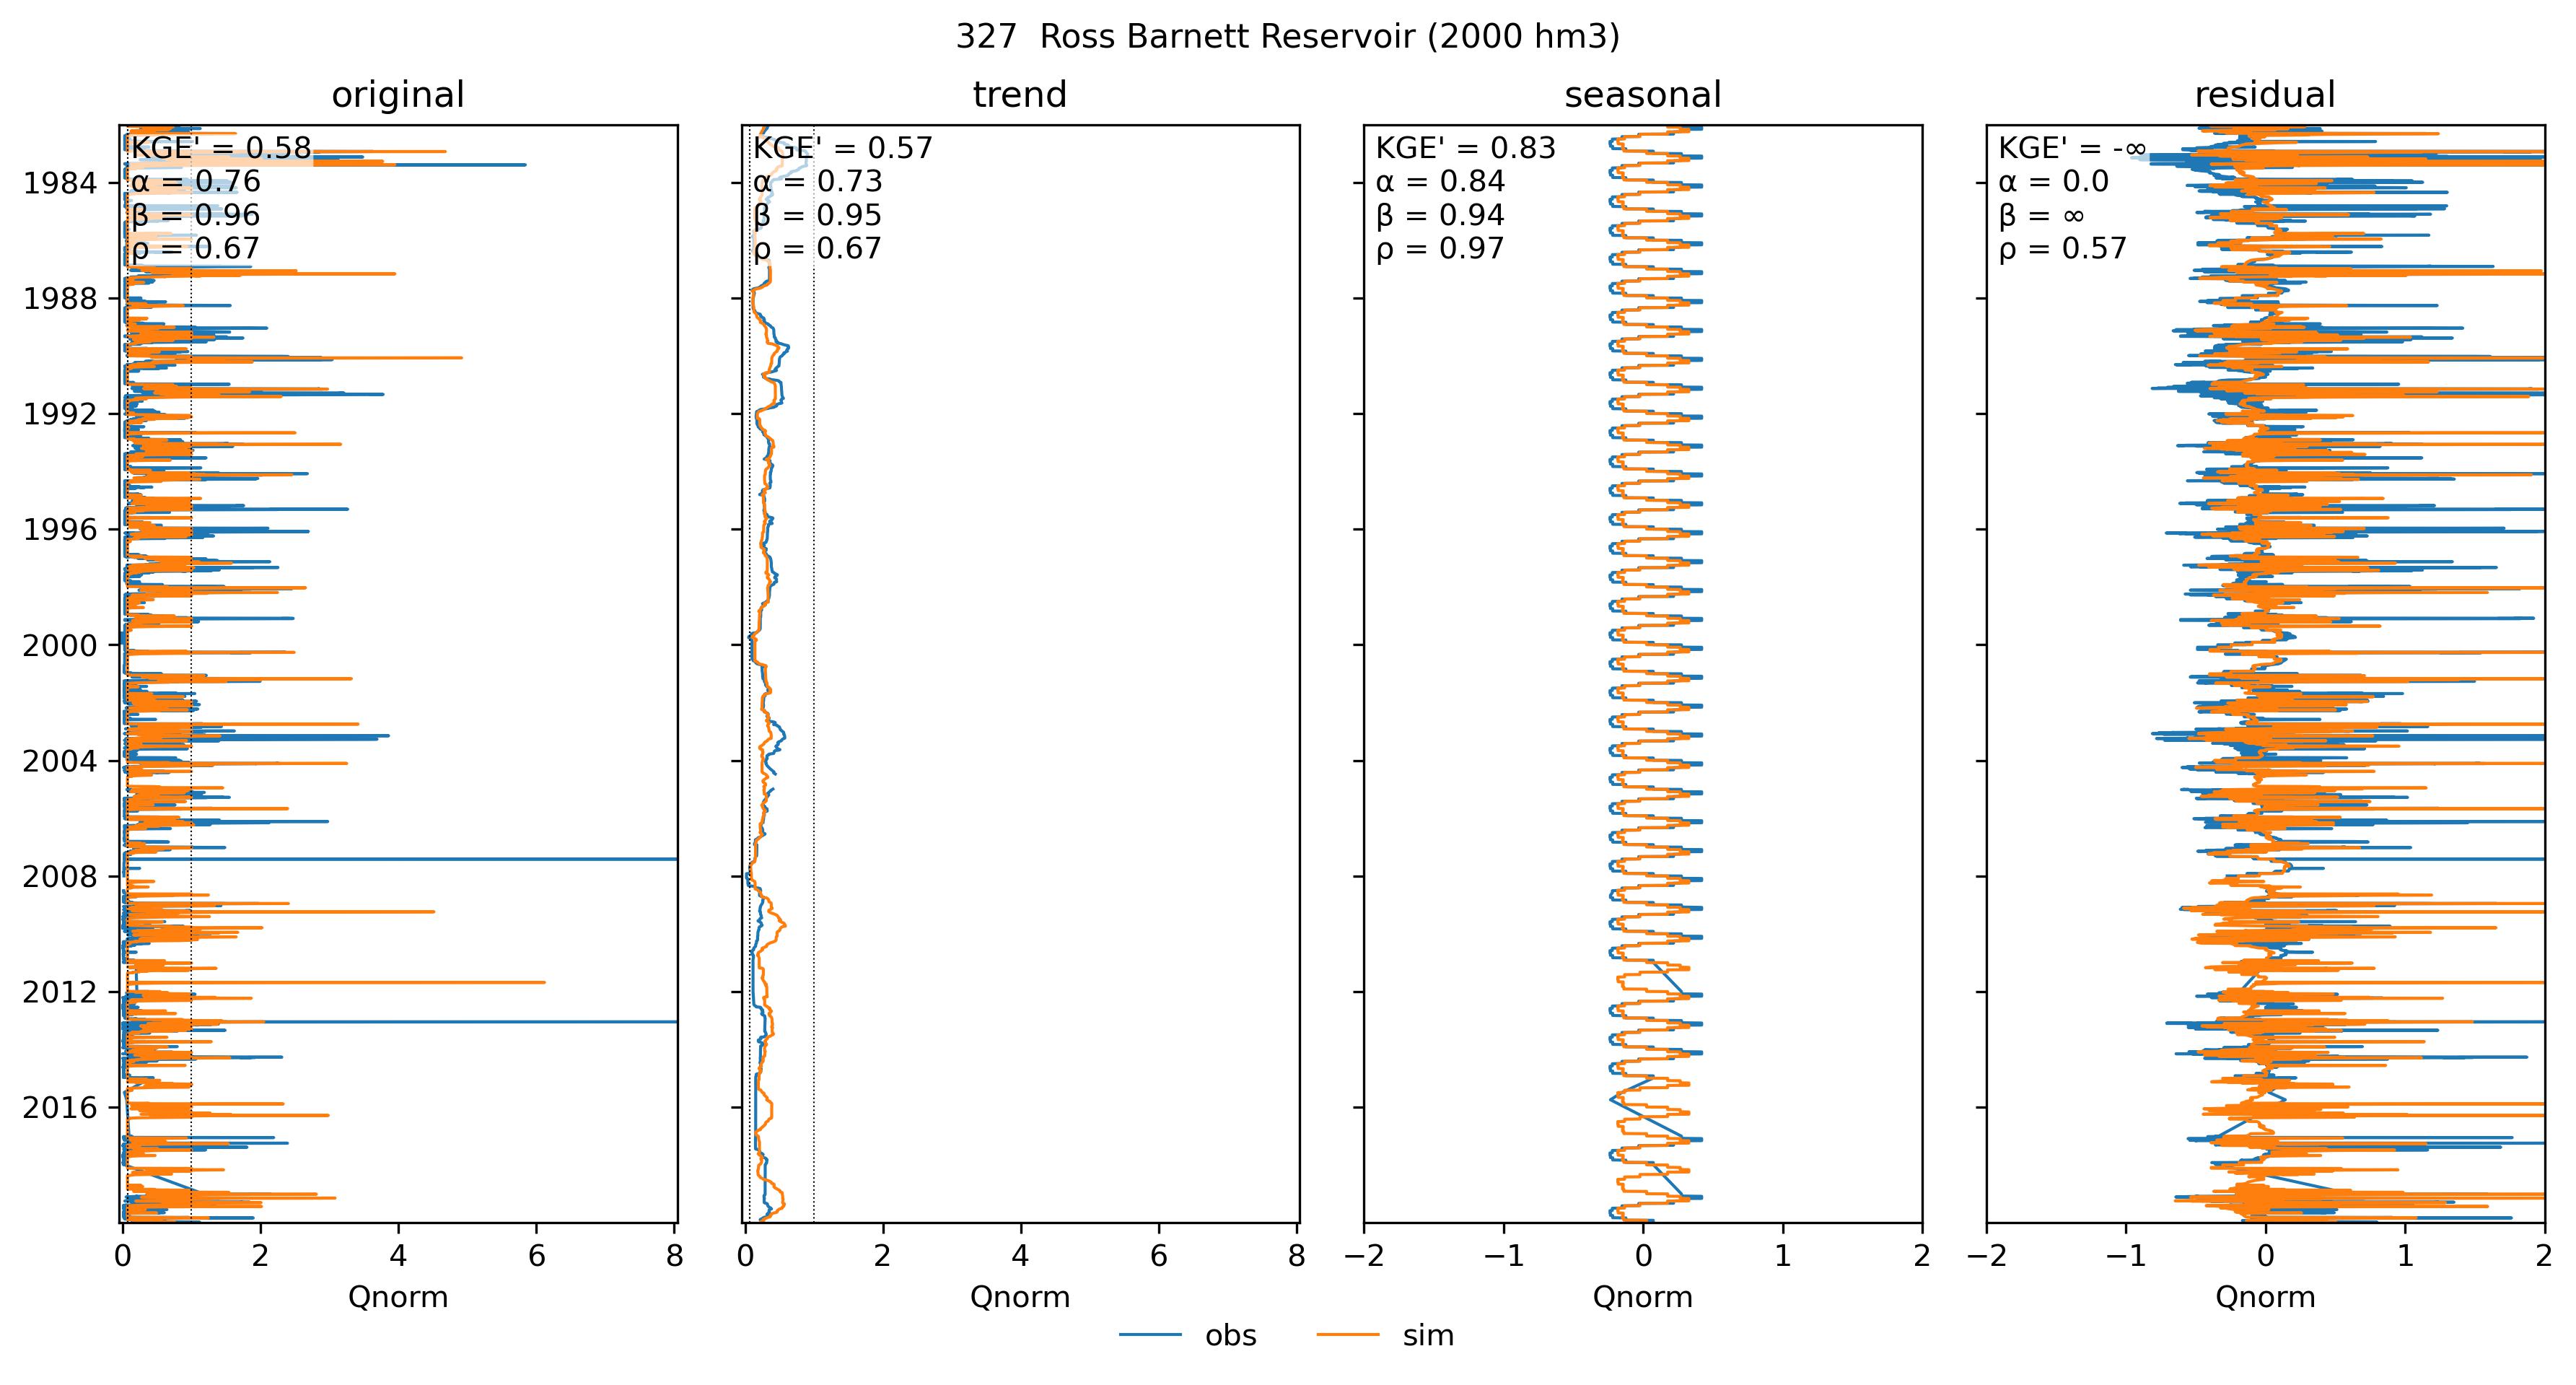 327  Ross Barnett Reservoir (2000 hm3)
original
trend
seasonal
residual
KGE' = 0.58
α = 0.76
β = 0.96
ρ = 0.67
KGE' = 0.57
α = 0.73
β = 0.95
ρ = 0.67
KGE' = 0.83
α = 0.84
β = 0.94
ρ = 0.97
KGE' = -∞
α = 0.0
β = ∞
ρ = 0.57
1984
1988
1992
1996
2000
2004
2008
2012
2016
0 2 4 6 8
0 2 4 6 8
−2 −1 0 1 2
−2 −1 0 1 2
Qnorm
Qnorm
Qnorm
Qnorm
obs
sim